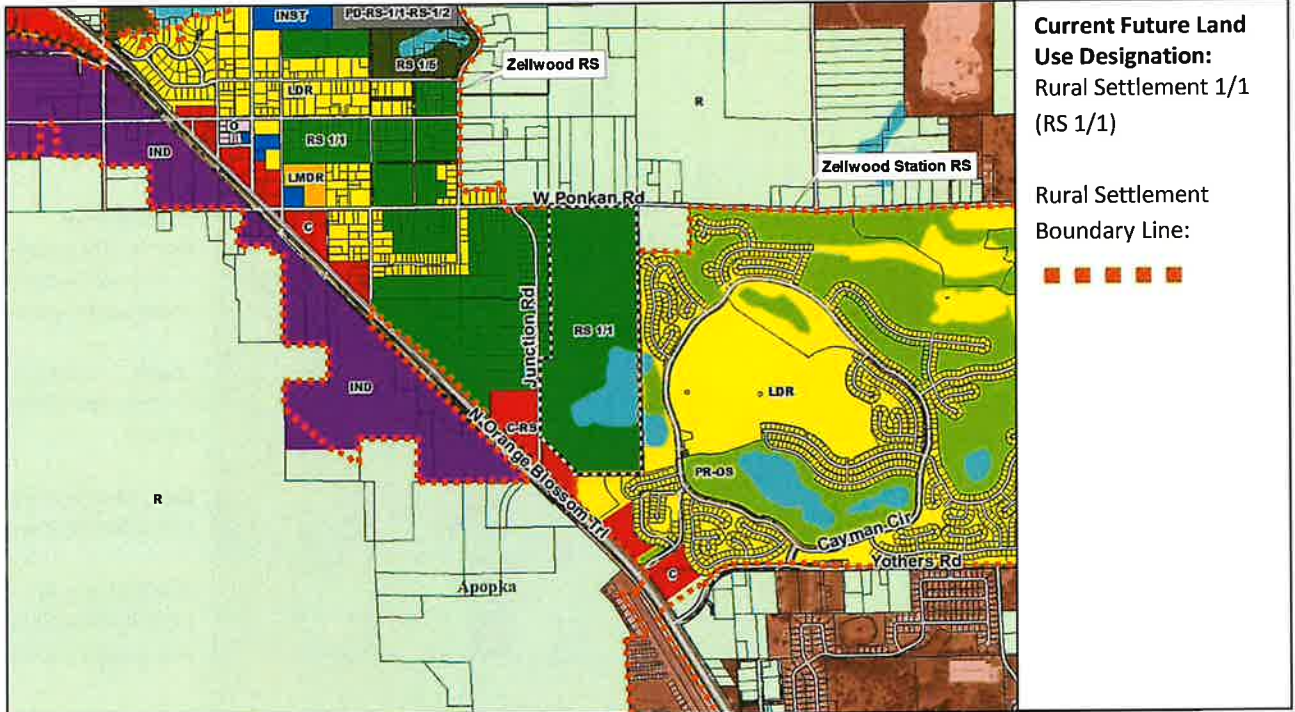 INST
PD-RS-1/1-RS-1/2
RS 1/5
Zellwood RS
LDR
R
O
RS 1/1
IND
LMDR
Zellwood Station RS
W Ponkan Rd
C
Junction Rd
RS 1/1
IND
LDR
C-RS
N Orange Blossom Trl
PR-OS
R
Cayman Cir
Yothers Rd
C
Apopka
Current Future Land
Use Designation:
Rural Settlement 1/1
(RS 1/1)
Rural Settlement
Boundary Line: